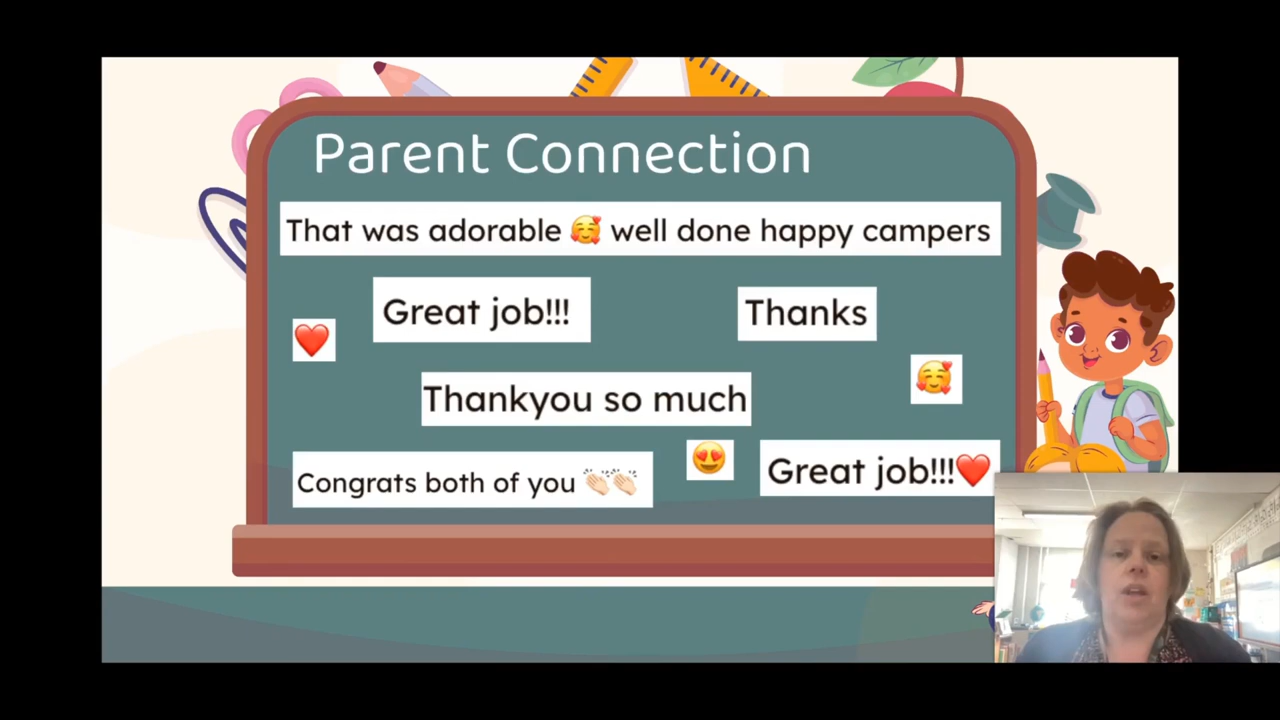 Parent Connection
That was adorable 🥰 well done happy campers
Great job!!!
Thanks
❤️
🥰
Thankyou so much
😍
Great job!!!❤️
Congrats both of you 👏🏻👏🏻